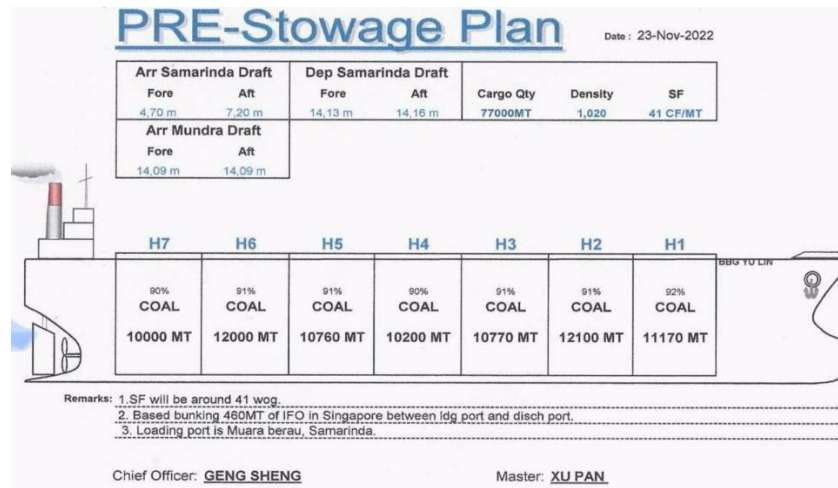 PRE-Stowage Plan
Date : 23-Nov-2022
Arr Samarinda Draft Dep Samarinda Draft
Fore Aft Fore Aft Cargo Qty Density SF
4,70 m 7,20 m 14,13 m 14,16 m 77000MT 1,020 41 CF/MT
Arr Mundra Draft
Fore Aft
14,09 m 14,09 m
H7 H6 H5 H4 H3 H2 H1
BBG YU LIN
90% 91% 91% 90% 91% 91% 92%
COAL COAL COAL COAL COAL COAL COAL
10000 MT 12000 MT 10760 MT 10200 MT 10770 MT 12100 MT 11170 MT
Remarks: 1.SF will be around 41 wog.
2. Based bunking 460MT of IFO in Singapore between ldg port and disch port.
3. Loading port is Muara berau, Samarinda.
Chief Officer: GENG SHENG Master: XU PAN